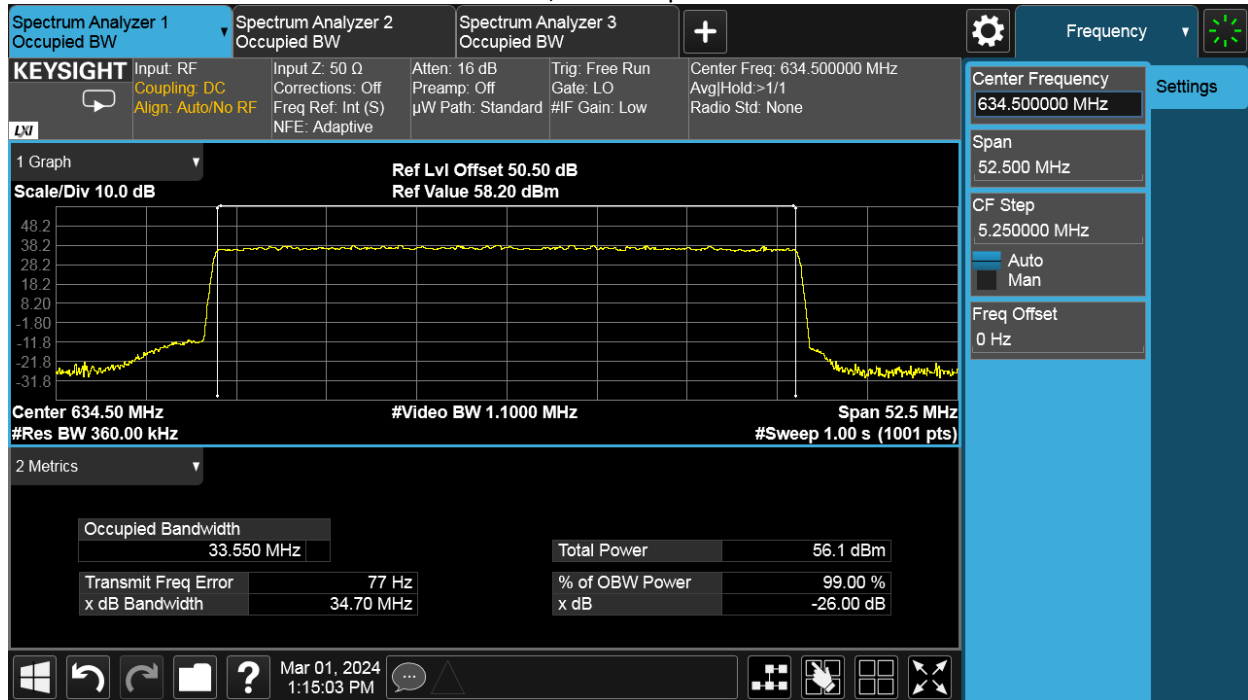 Spectrum Analyzer 1
Occupied BW
Spectrum Analyzer 2
Occupied BW
Spectrum Analyzer 3
Occupied BW
+
Frequency
KEYSIGHT
LXI
Input: RF
Coupling: DC
Align: Auto/No RF
Input Z: 50 Ω
Corrections: Off
Freq Ref: Int (S)
NFE: Adaptive
Atten: 16 dB
Preamp: Off
µW Path: Standard
Trig: Free Run
Gate: LO
#IF Gain: Low
Center Freq: 634.500000 MHz
Avg|Hold:>1/1
Radio Std: None
1 Graph
Scale/Div 10.0 dB
Ref Lvl Offset 50.50 dB
Ref Value 58.20 dBm
48.2
38.2
28.2
18.2
8.20
-1.80
-11.8
-21.8
-31.8
Center 634.50 MHz
#Res BW 360.00 kHz
#Video BW 1.1000 MHz
Span 52.5 MHz
#Sweep 1.00 s (1001 pts)
2 Metrics
Occupied Bandwidth
33.550 MHz
Transmit Freq Error 77 Hz
x dB Bandwidth 34.70 MHz
Total Power 56.1 dBm
% of OBW Power 99.00 %
x dB -26.00 dB
Center Frequency
634.500000 MHz
Span
52.500 MHz
CF Step
5.250000 MHz
Auto
Man
Freq Offset
0 Hz
Settings
?
Mar 01, 2024
1:15:03 PM